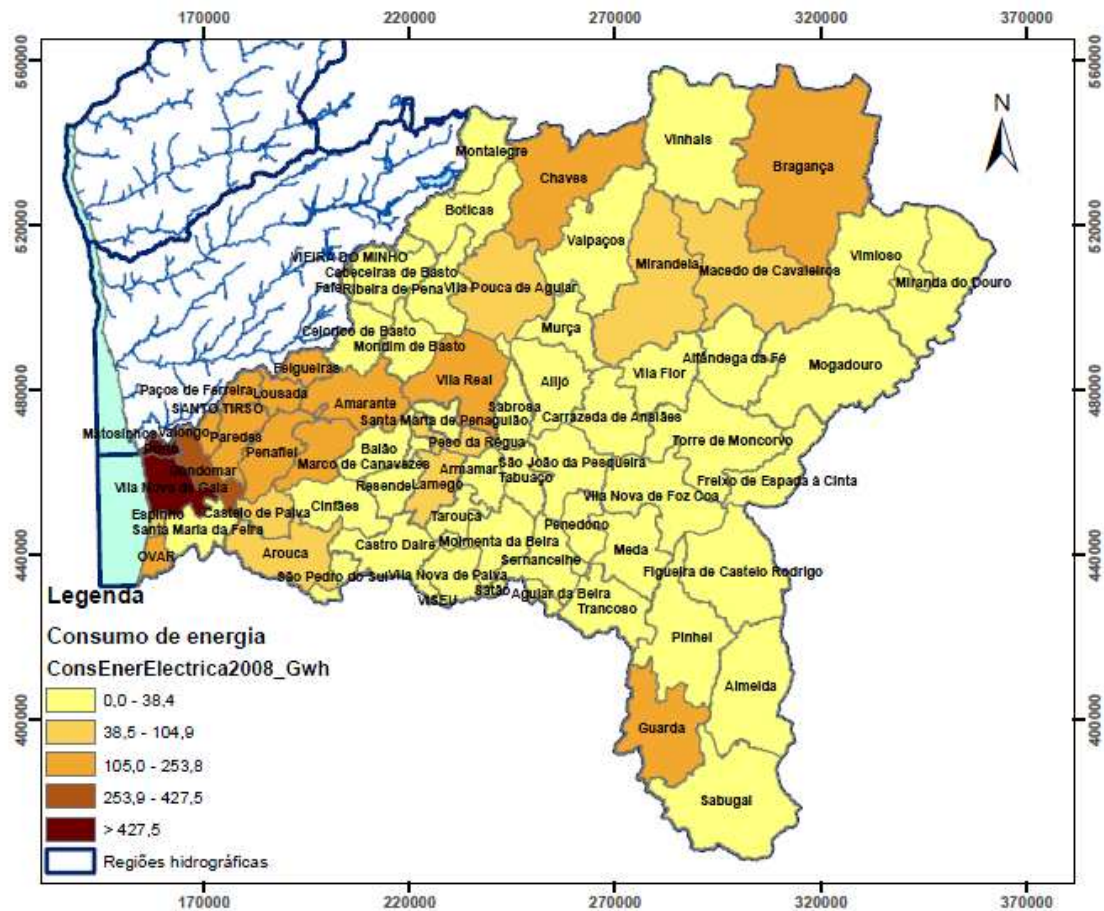 170000 220000 270000 320000 370000
560000 560000
N
Vinhais
Montalegre
Bragança
Chaves
Boticas
520000 520000
Valpaços
VIEIRA DO MINHO
Vimioso
Mirandela
Cabeceiras de Basto
Macedo de Cavaleiros
Miranda do Douro
Fafe Ribeira de Pena Vila Pouca de Aguiar
Murça
Celorico de Basto
Mondim de Basto
Alfândega da Fé
Mogadouro
Felgueiras
Vila Real
Alijó
Vila Flor
480000 480000
Paços de Ferreira Lousada
Amarante
SANTO TIRSO
Sabrosa
Santa Marta de Penaguião
Carrazeda de Ansiães
Matosinhos Valongo
Paredes
Peso da Régua
Torre de Moncorvo
Porto
Penafiel
Baião
Gondomar
Marco de Canavezes
Armamar
São João da Pesqueira
Vila Nova de Gaia
Resende Lamego
Tabuaço
Freixo de Espada à Cinta
Vila Nova de Foz Coa
Espinho
Castelo de Paiva
Cinfães
Tarouca
Penedono
Santa Maria da Feira
Castro Daire
Moimenta da Beira
OVAR
Arouca
Sernancelhe
Meda
440000 440000
São Pedro do Sul
Vila Nova de Paiva
Figueira de Castelo Rodrigo
Satão
Aguiar da Beira
VISEU
Trancoso
Pinhel
Almeida
Guarda
400000 400000
Sabugal
Legenda
Consumo de energia
ConsEnerElectrica2008_Gwh
0,0 - 38,4
38,5 - 104,9
105,0 - 253,8
253,9 - 427,5
> 427,5
Regiões hidrográficas
170000 220000 270000 320000 370000